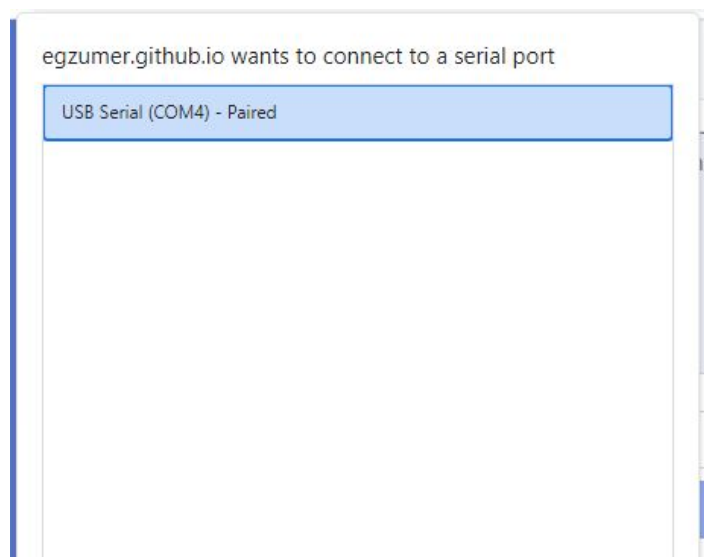 egzumer.github.io wants to connect to a serial port
USB Serial (COM4) - Paired